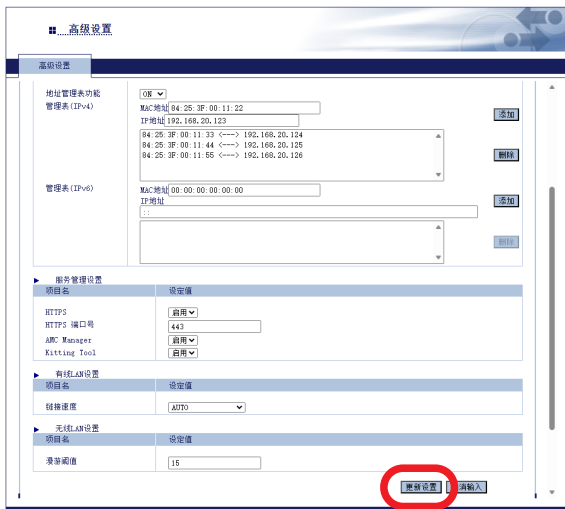 高级设置
高级设置
地址管理表功能 ON
管理表(IPv4) MAC地址 84:25:3F:00:11:22
IP地址 192.168.20.123 添加
84:25:3F:00:11:33 <---> 192.168.20.124
84:25:3F:00:11:44 <---> 192.168.20.125
84:25:3F:00:11:55 <---> 192.168.20.126
删除
管理表(IPv6) MAC地址 00:00:00:00:00:00
IP地址 添加
::
删除
服务管理设置
项目名 设定值
HTTPS 启用
HTTPS 端口号 443
AMC Manager 启用
Kitting Tool 启用
有线LAN设置
项目名 设定值
链接速度 AUTO
无线LAN设置
项目名 设定值
漫游阈值 15
更新设置 消输入